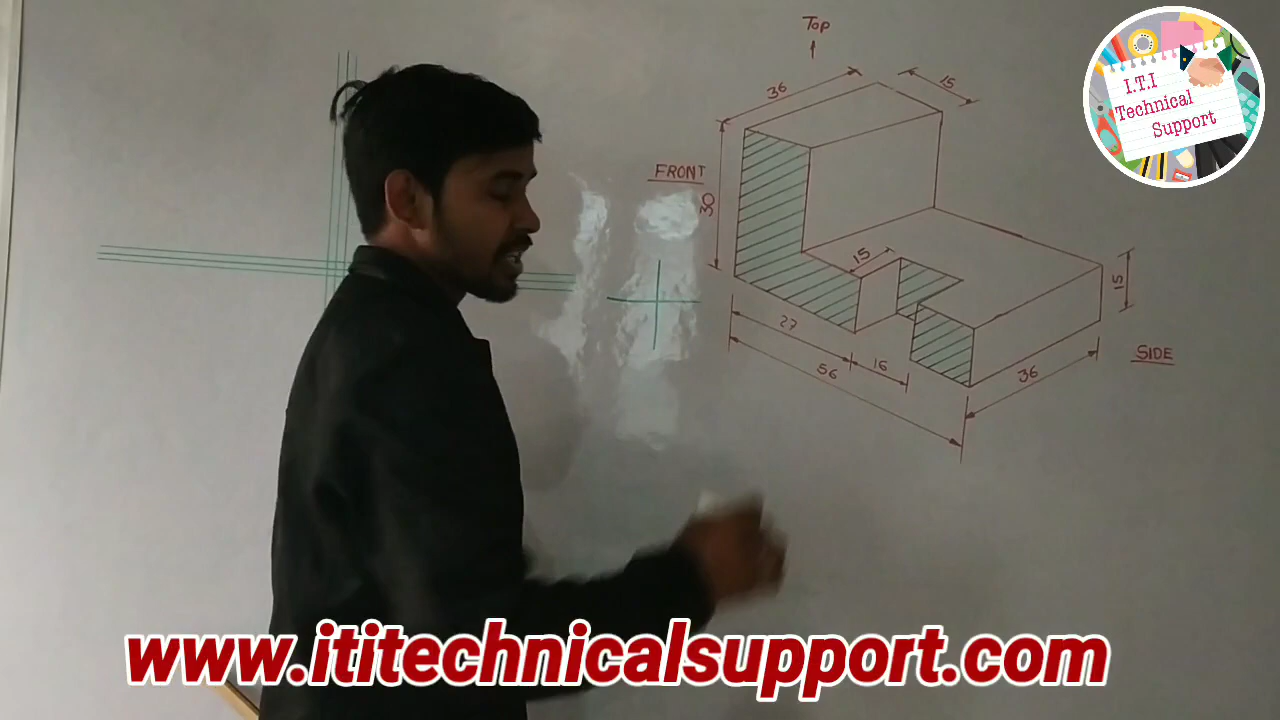 Top
36
15
FRONT
30
15
15
27
16
56
36
SIDE
I.T.I
Technical
Support
www.ititechnicalsupport.com